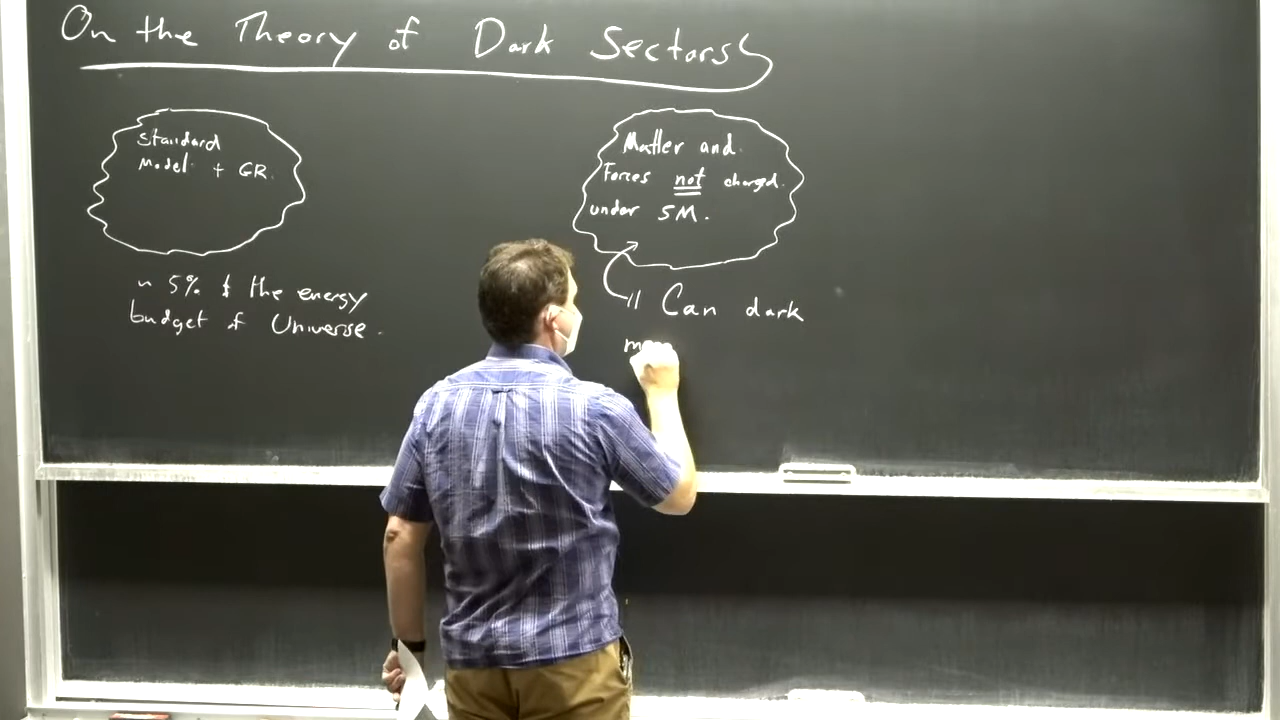 On the Theory of Dark Sectors
Standard
Model + GR.
~ 5% of the energy
budget of Universe.
Matter and
Forces not charged
under SM.
" Can dark